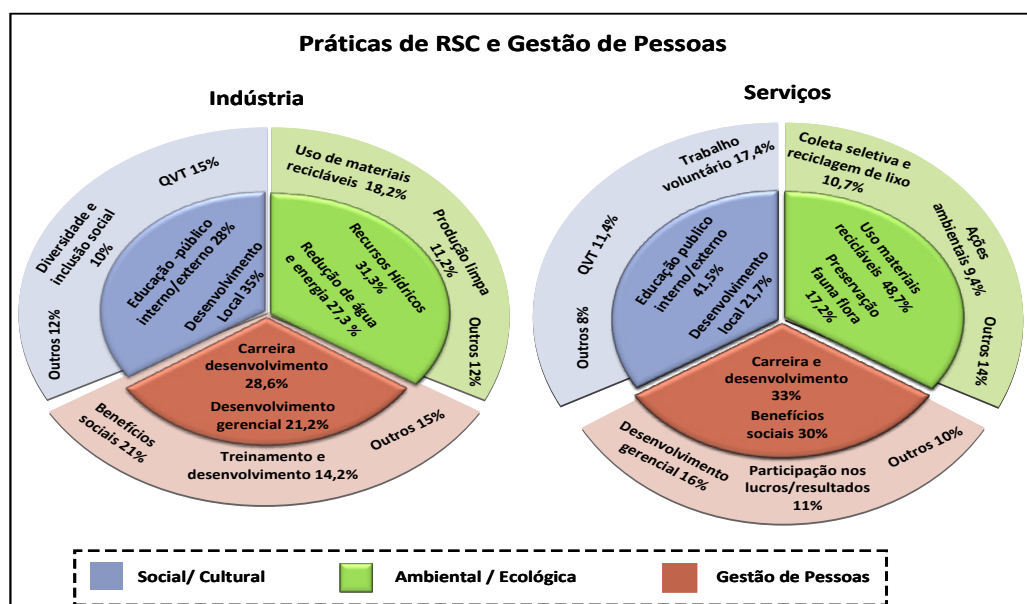 Práticas de RSC e Gestão de Pessoas
Indústria
QVT 15%
Diversidade e
inclusão social
10%
Outros 12%
Educação -público
interno/externo 28%
Desenvolvimento
Local 35%
Uso de materiais
recicláveis 18,2%
Produção limpa
11,2%
Outros 12%
Recursos Hídricos
31,3%
Redução de água
e energia 27,3 %
Carreira
desenvolvimento
28,6%
Desenvolvimento
gerencial 21,2%
Benefícios
sociais 21%
Treinamento e
desenvolvimento 14,2%
Outros 15%
Serviços
Trabalho
voluntário 17,4%
QVT 11,4%
Outros 8%
Educação público
interno/externo
41,5%
Desenvolvimento
local 21,7%
Coleta seletiva e
reciclagem de lixo
10,7%
Ações
ambientais 9,4%
Outros 14%
Uso materiais
recicláveis 48,7%
Preservação
fauna flora
17,2%
Carreira e
desenvolvimento
33%
Benefícios
sociais 30%
Desenvolvimento
gerencial 16%
Participação nos
lucros/resultados
11%
Outros 10%
Social/ Cultural
Ambiental / Ecológica
Gestão de Pessoas